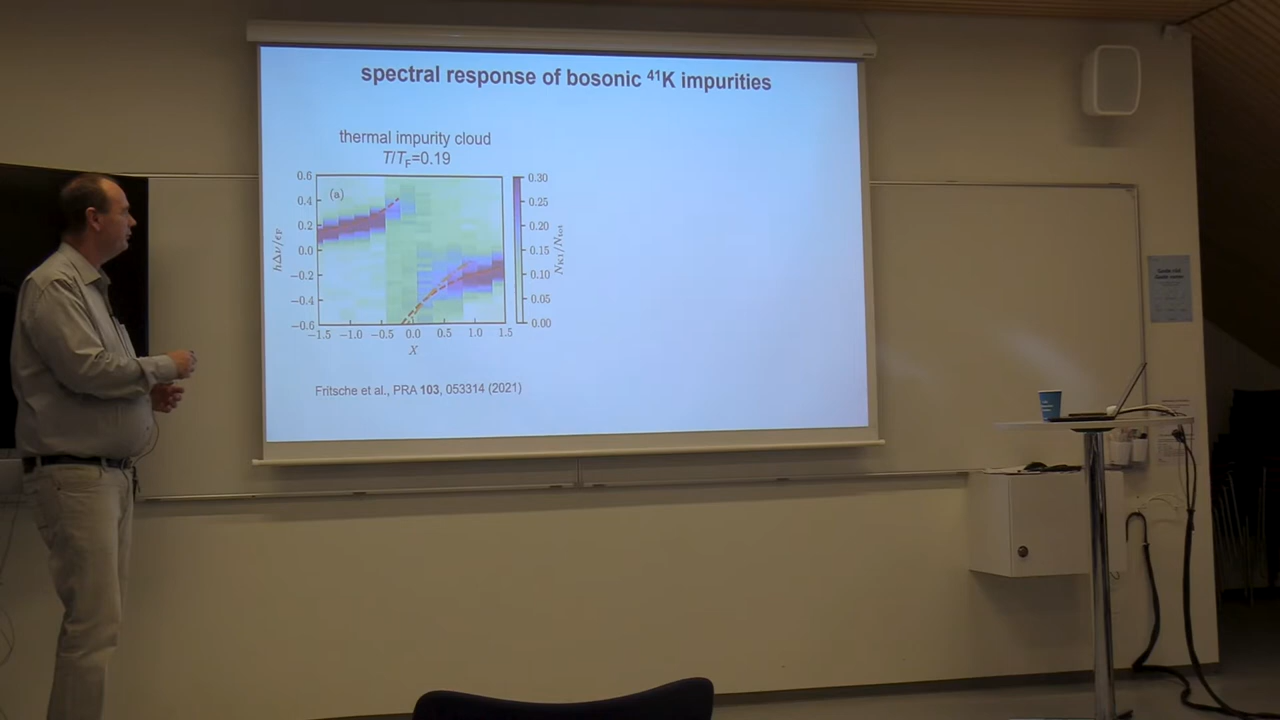 spectral response of bosonic ⁴¹K impurities
thermal impurity cloud
T/T_F=0.19
(a)
0.6
0.4
0.2
0.0
−0.2
−0.4
−0.6
hΔν/ϵ_F
−1.5 −1.0 −0.5 0.0 0.5 1.0 1.5
X
0.30
0.25
0.20
0.15
0.10
0.05
0.00
N_K1/N_tot
Fritsche et al., PRA 103, 053314 (2021)